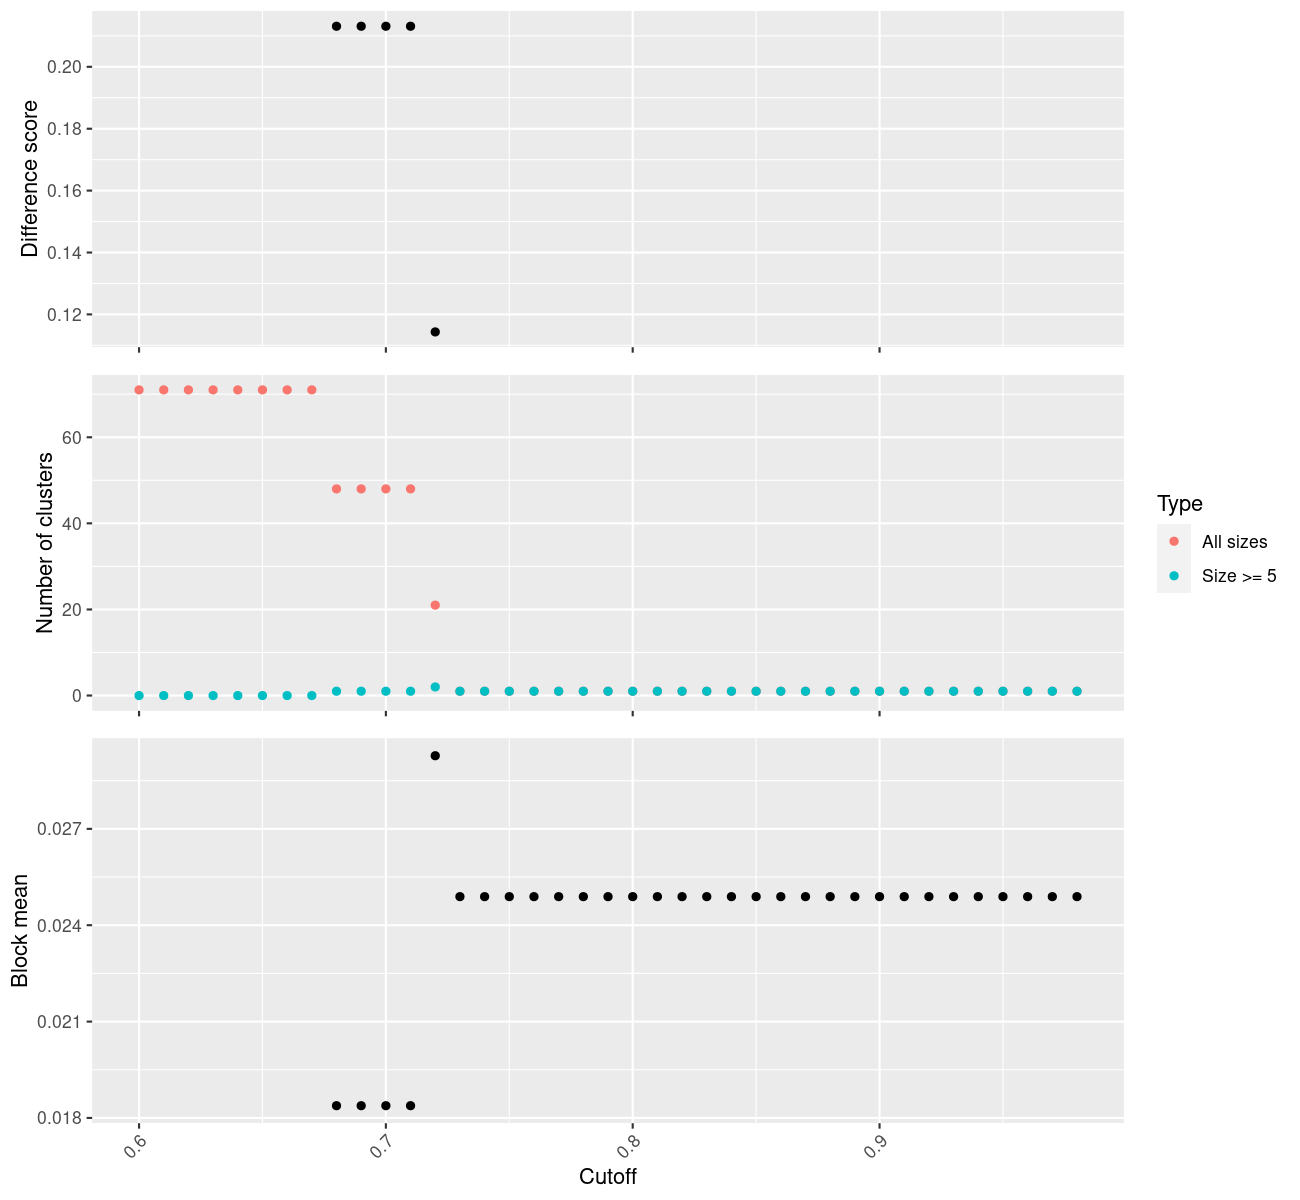 Difference score
0.20
0.18
0.16
0.14
0.12
Number of clusters
60
40
20
0
Type
All sizes
Size >= 5
Block mean
0.027
0.024
0.021
0.018
0.6
0.7
0.8
0.9
Cutoff